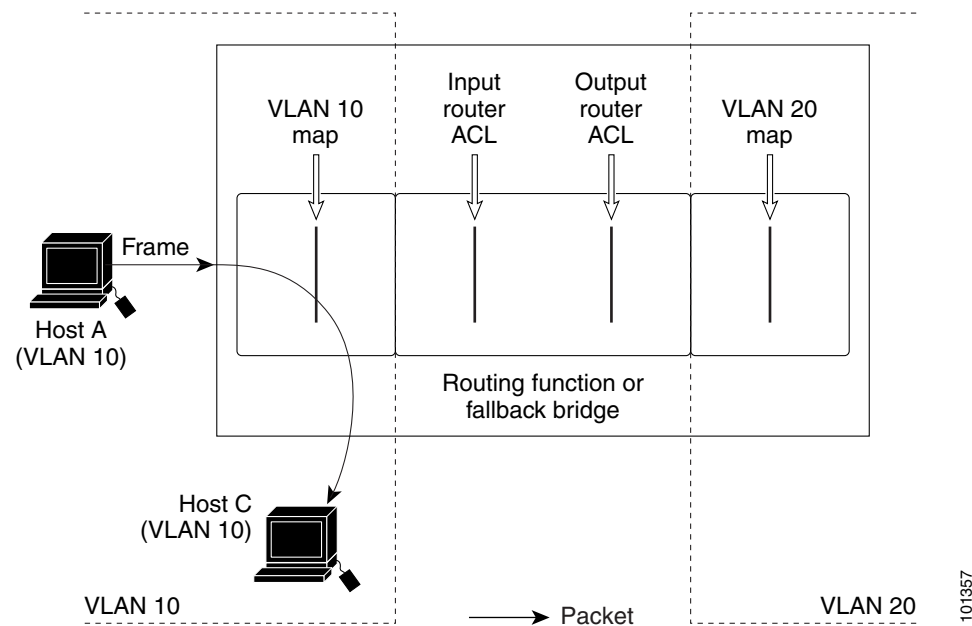 VLAN 10
map
Input
router
ACL
Output
router
ACL
VLAN 20
map
Frame
Host A
(VLAN 10)
Routing function or
fallback bridge
Host C
(VLAN 10)
VLAN 10
Packet
VLAN 20
101357